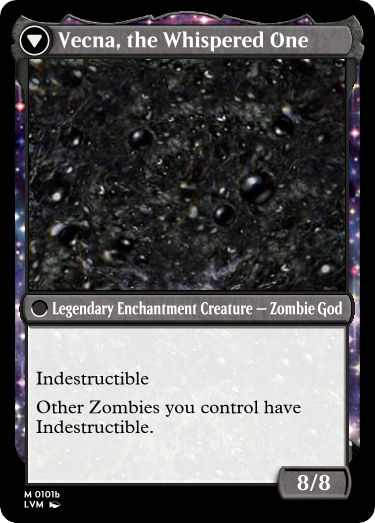 Vecna, the Whispered One
Legendary Enchantment Creature — Zombie God
Indestructible
Other Zombies you control have
Indestructible.
8/8
M 0101b
LVM